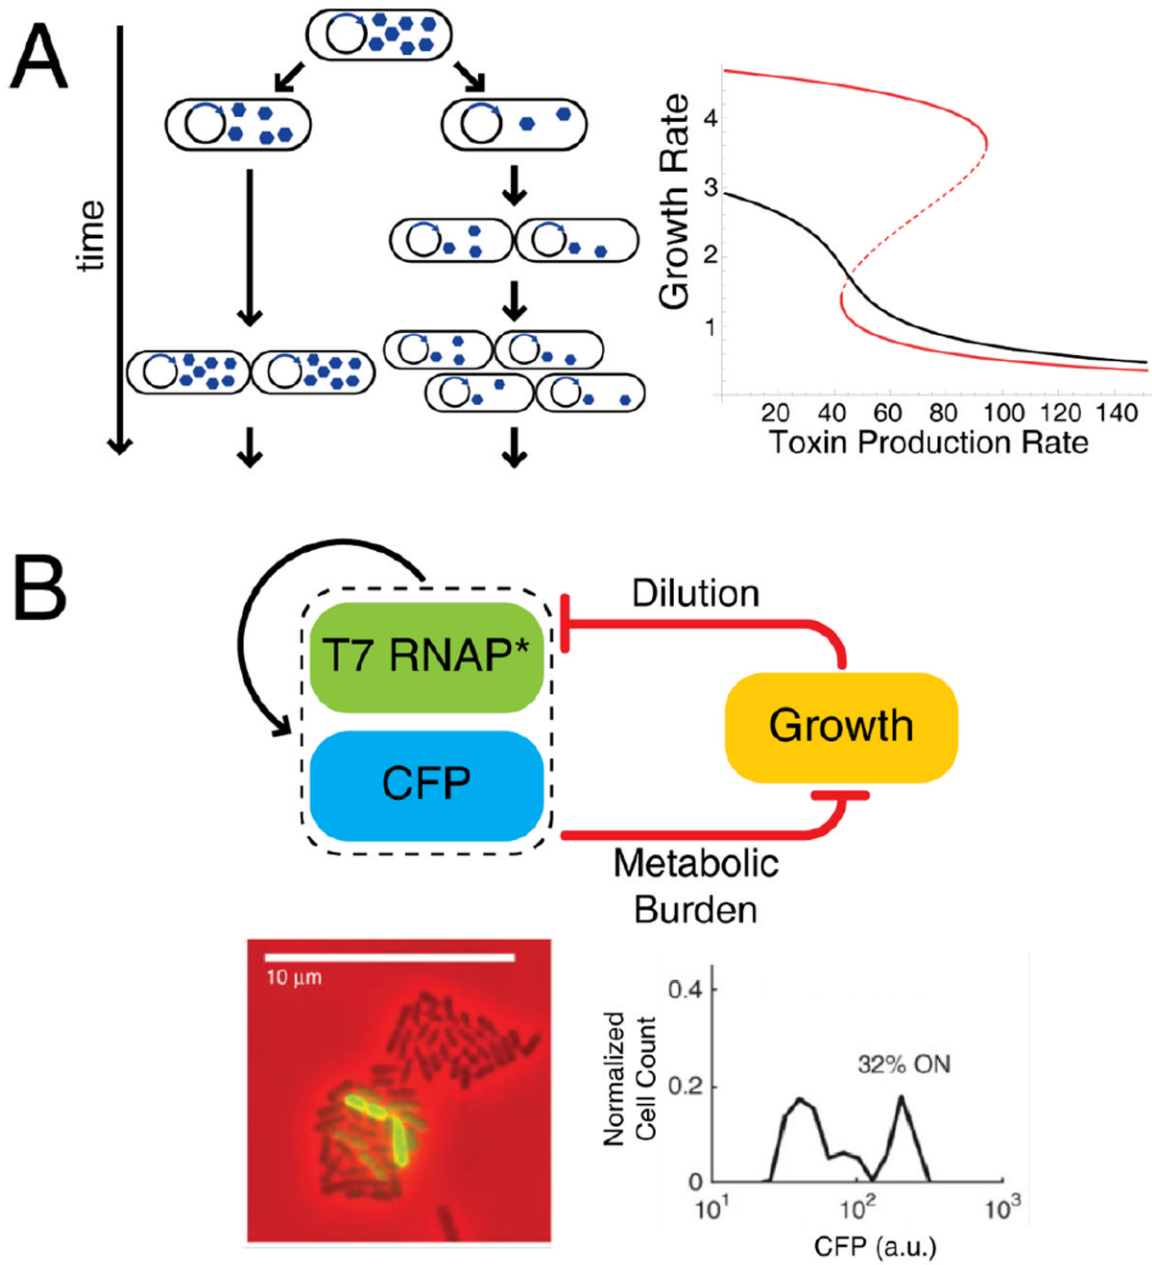 A
time
Growth Rate
4
3
2
1
20 40 60 80 100 120 140
Toxin Production Rate
B
Dilution
T7 RNAP*
Growth
CFP
Metabolic
Burden
10 µm
Normalized
Cell Count
0.4
0.2
0
32% ON
10¹ 10² 10³
CFP (a.u.)